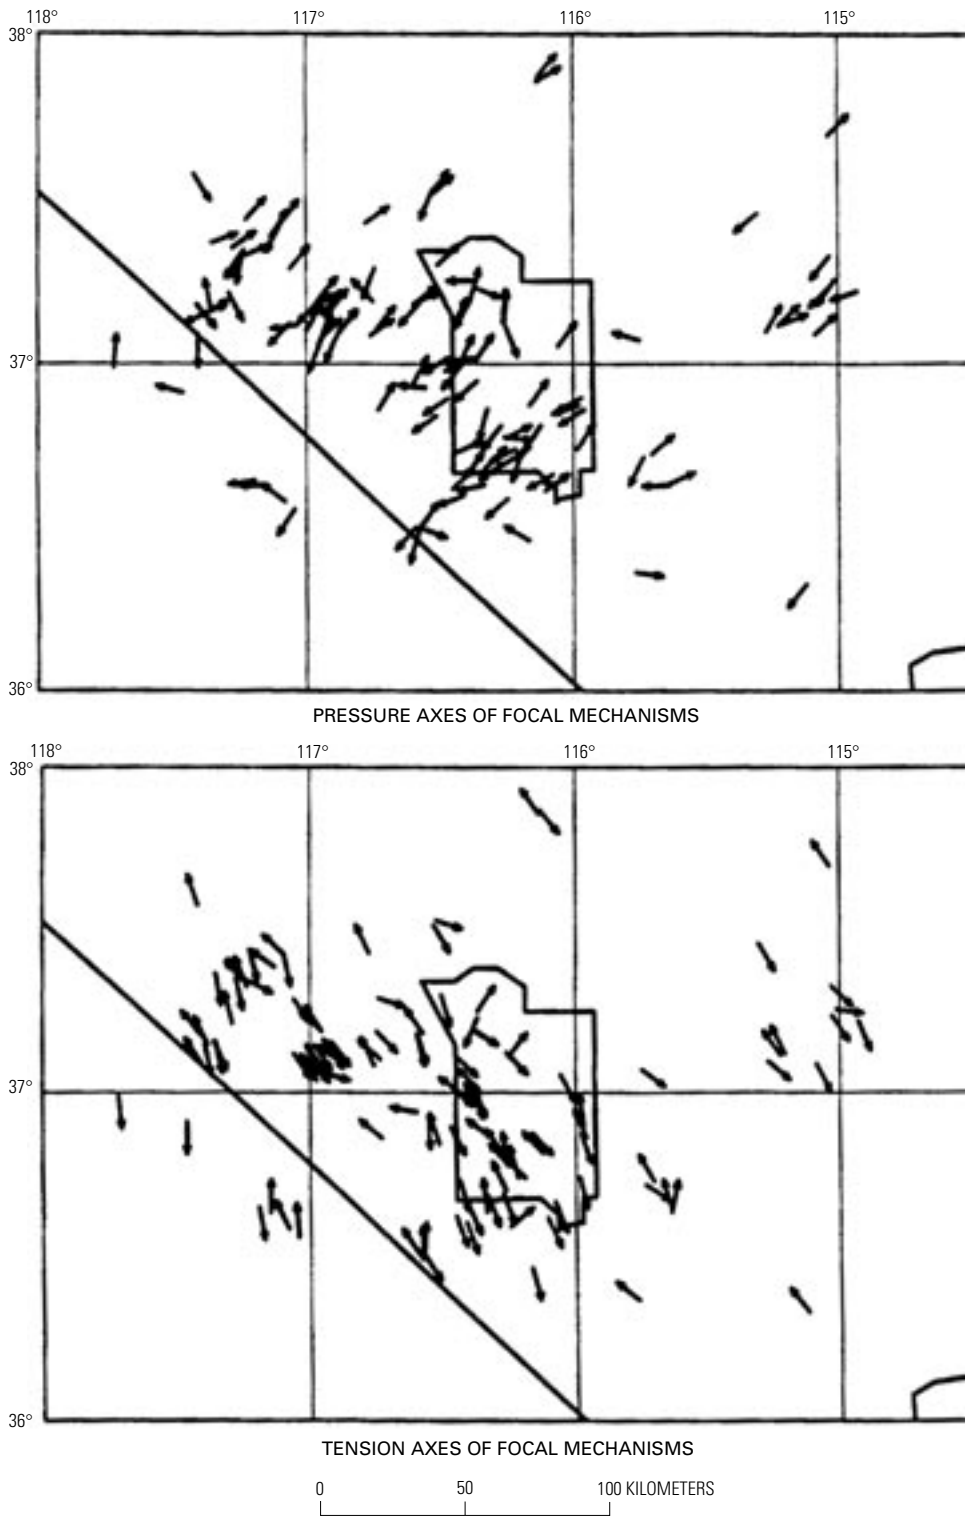 118° 117° 116° 115°
38°
37°
36°
PRESSURE AXES OF FOCAL MECHANISMS
118° 117° 116° 115°
38°
37°
36°
TENSION AXES OF FOCAL MECHANISMS
0 50 100 KILOMETERS